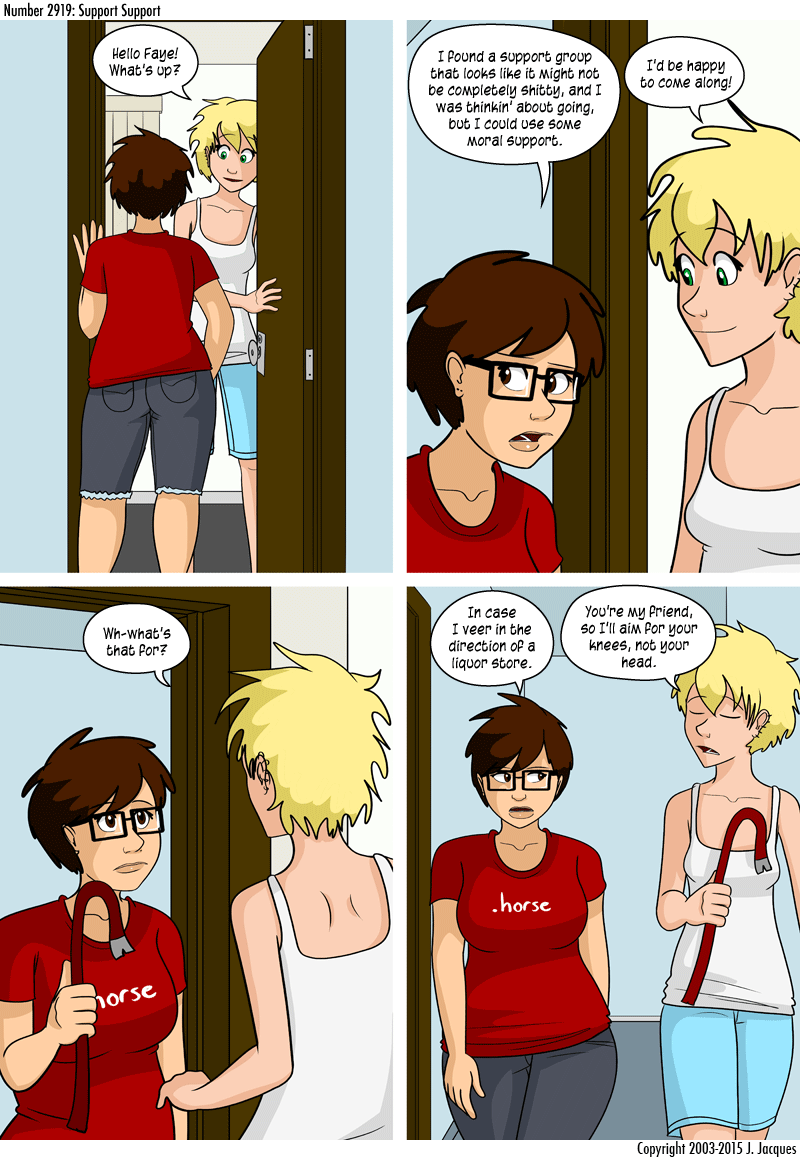 Number 2919: Support Support
Hello Faye!
What's up?
I found a support group
that looks like it might not
be completely shitty, and I
was thinkin' about going,
but I could use some
moral support.
I'd be happy
to come along!
Wh-what's
that for?
horse
In case
I veer in the
direction of a
liquor store.
You're my friend,
so I'll aim for your
knees, not your
head.
.horse
Copyright 2003-2015 J. Jacques